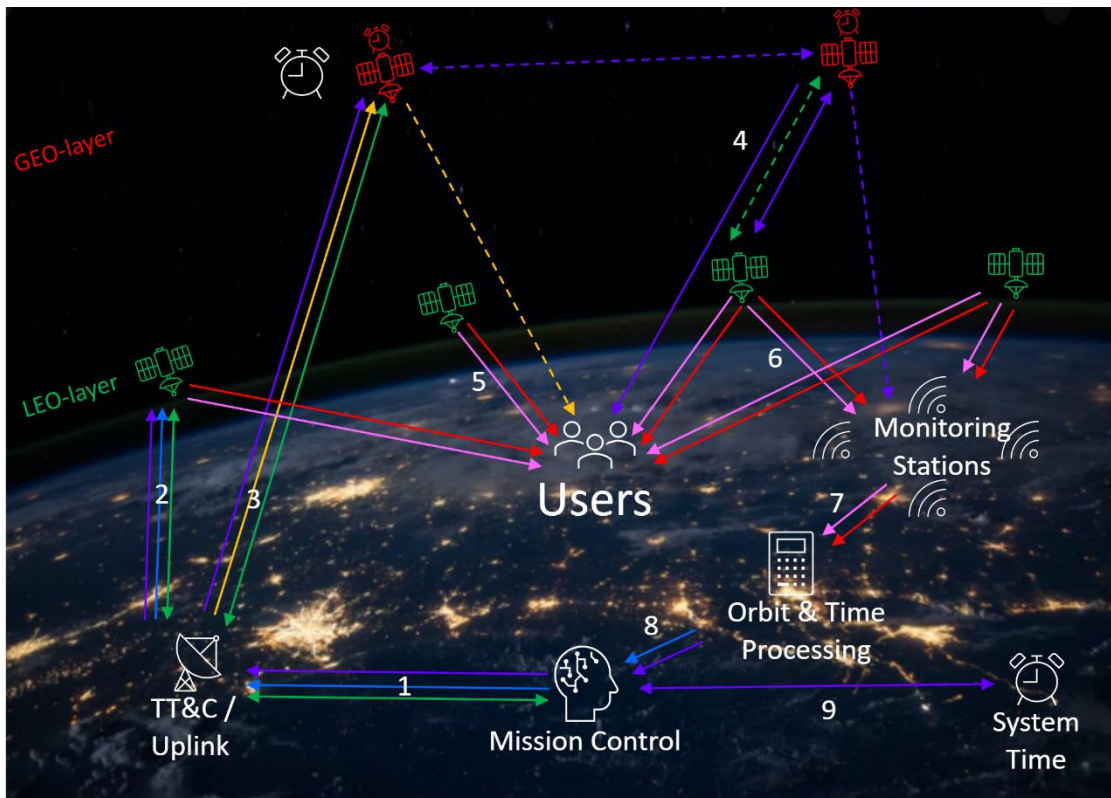 GEO-layer
4
LEO-layer
5
6
2
3
Users
Monitoring
Stations
7
Orbit & Time
Processing
8
1
9
TT&C /
Uplink
Mission Control
System
Time